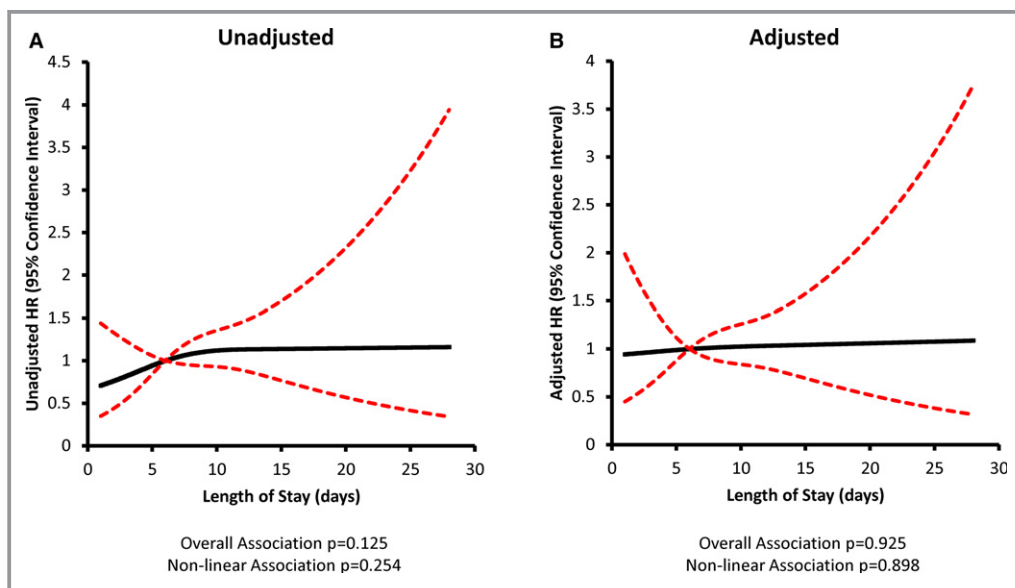 A
Unadjusted
Unadjusted HR (95% Confidence Interval)
4.5
4
3.5
3
2.5
2
1.5
1
0.5
0
0
5
10
15
20
25
30
Length of Stay (days)
Overall Association p=0.125
Non-linear Association p=0.254
B
Adjusted
Adjusted HR (95% Confidence Interval)
4
3.5
3
2.5
2
1.5
1
0.5
0
0
5
10
15
20
25
30
Length of Stay (days)
Overall Association p=0.925
Non-linear Association p=0.898